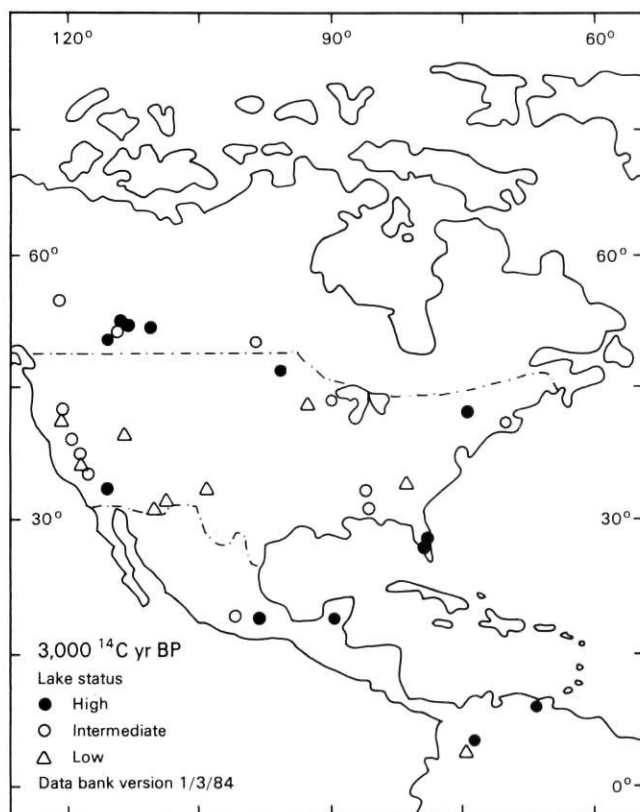 120° 90° 60°
60° 60°
30° 30°
3,000 ¹⁴C yr BP
Lake status
High
Intermediate
Low
Data bank version 1/3/84
0°